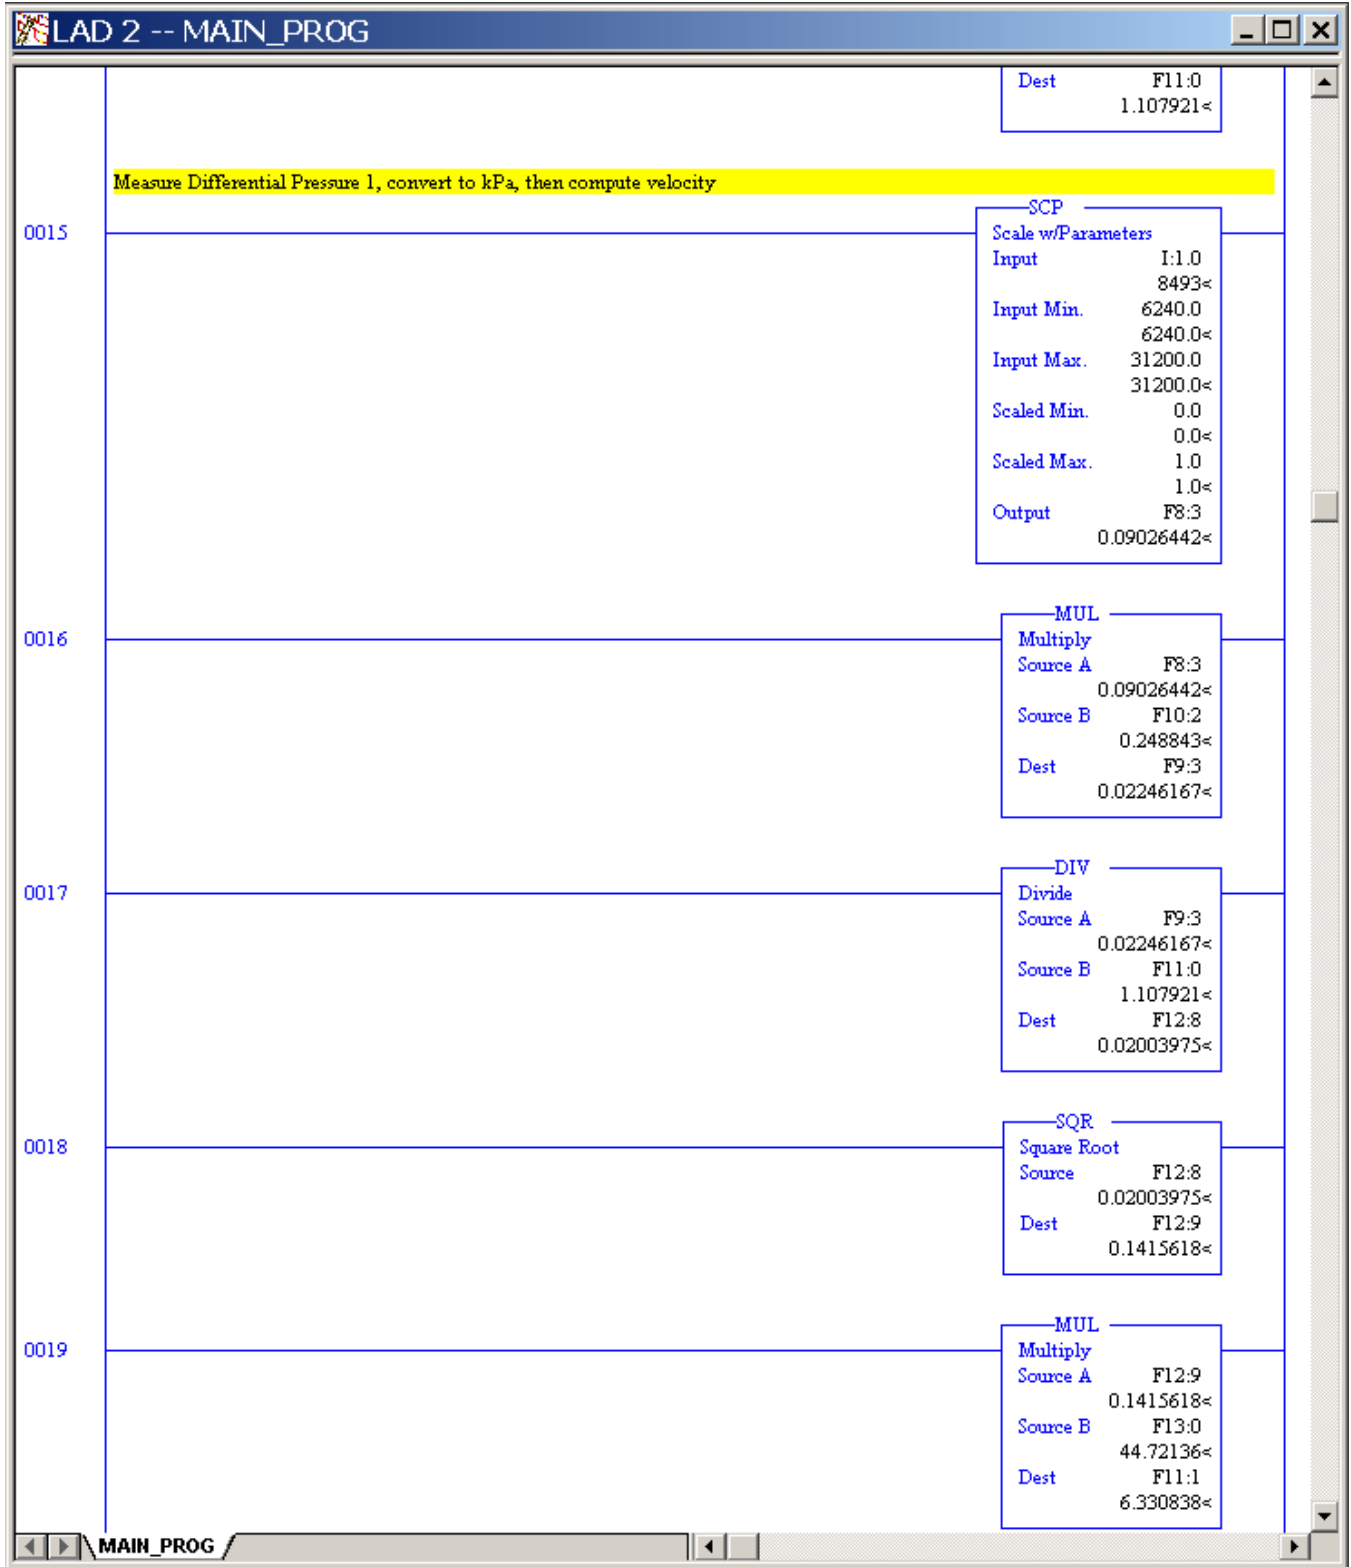 LAD 2 -- MAIN_PROG
Dest F11:0
1.107921<
Measure Differential Pressure 1, convert to kPa, then compute velocity
SCP
0015
Scale w/Parameters
Input I:1.0
8493<
Input Min. 6240.0
6240.0<
Input Max. 31200.0
31200.0<
Scaled Min. 0.0
0.0<
Scaled Max. 1.0
1.0<
Output F8:3
0.09026442<
MUL
0016
Multiply
Source A F8:3
0.09026442<
Source B F10:2
0.248843<
Dest F9:3
0.02246167<
DIV
0017
Divide
Source A F9:3
0.02246167<
Source B F11:0
1.107921<
Dest F12:8
0.02003975<
SQR
0018
Square Root
Source F12:8
0.02003975<
Dest F12:9
0.1415618<
MUL
0019
Multiply
Source A F12:9
0.1415618<
Source B F13:0
44.72136<
Dest F11:1
6.330838<
MAIN_PROG